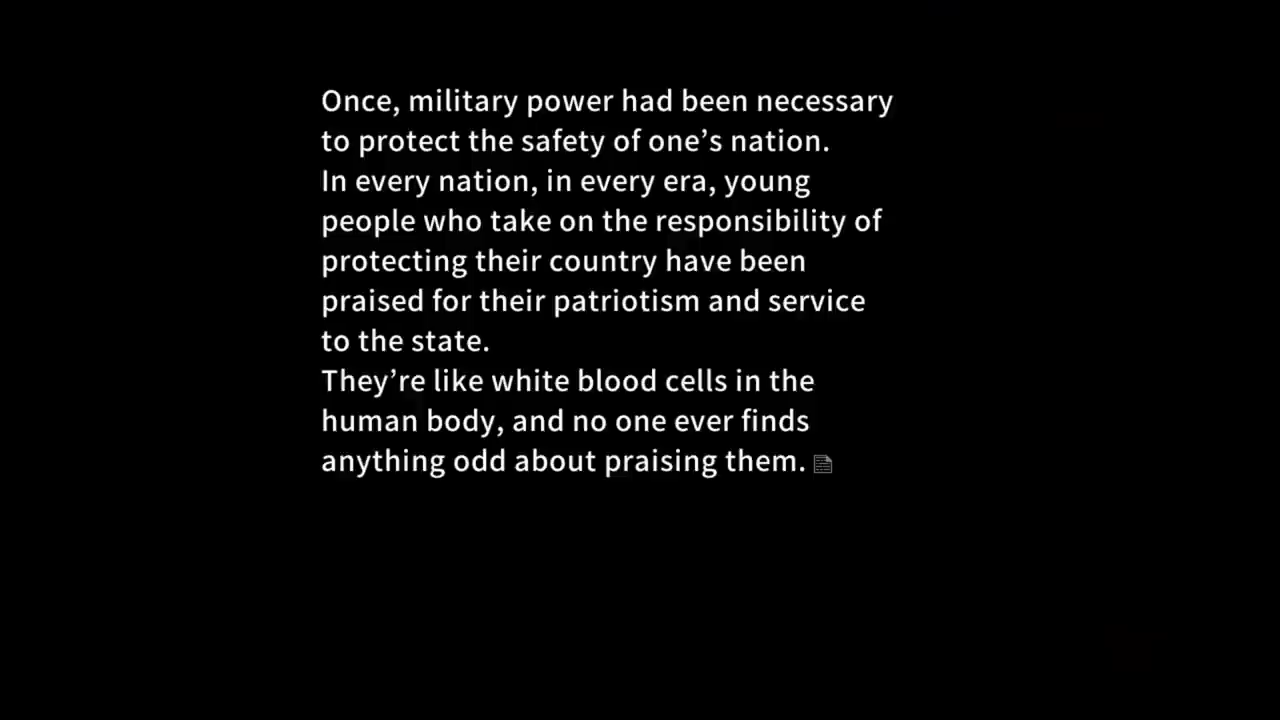 Once, military power had been necessary
to protect the safety of one’s nation.
In every nation, in every era, young
people who take on the responsibility of
protecting their country have been
praised for their patriotism and service
to the state.
They’re like white blood cells in the
human body, and no one ever finds
anything odd about praising them.